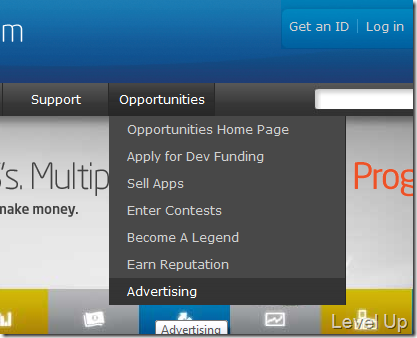 m
Get an ID | Log in
Support
Opportunities
Opportunities Home Page
Apply for Dev Funding
Sell Apps
Enter Contests
Become A Legend
Earn Reputation
Advertising
's. Multip
Prog
make money.
Advertising
Level Up